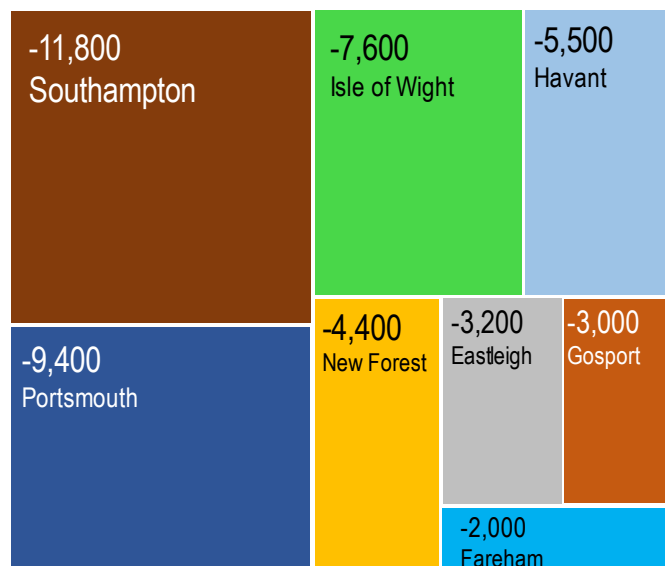 -11,800
Southampton
-7,600
Isle of Wight
-5,500
Havant
-9,400
Portsmouth
-4,400
New Forest
-3,200
Eastleigh
-3,000
Gosport
-2,000
Fareham